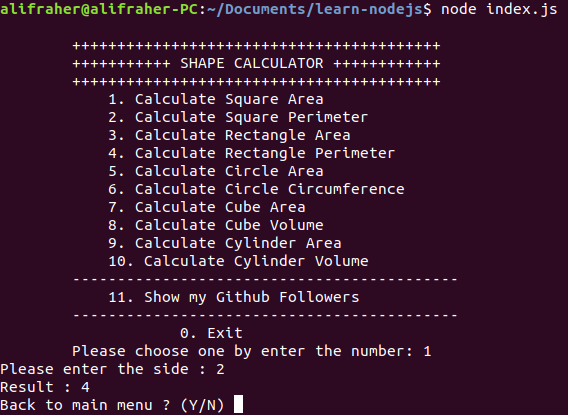 alifraher@alifraher-PC:~/Documents/learn-nodejs$ node index.js
+++++++++++++++++++++++++++++++++++++++++
+++++++++++ SHAPE CALCULATOR ++++++++++++
+++++++++++++++++++++++++++++++++++++++++
1. Calculate Square Area
2. Calculate Square Perimeter
3. Calculate Rectangle Area
4. Calculate Rectangle Perimeter
5. Calculate Circle Area
6. Calculate Circle Circumference
7. Calculate Cube Area
8. Calculate Cube Volume
9. Calculate Cylinder Area
10. Calculate Cylinder Volume
-------------------------------------------
11. Show my Github Followers
-------------------------------------------
0. Exit
Please choose one by enter the number: 1
Please enter the side : 2
Result : 4
Back to main menu ? (Y/N)